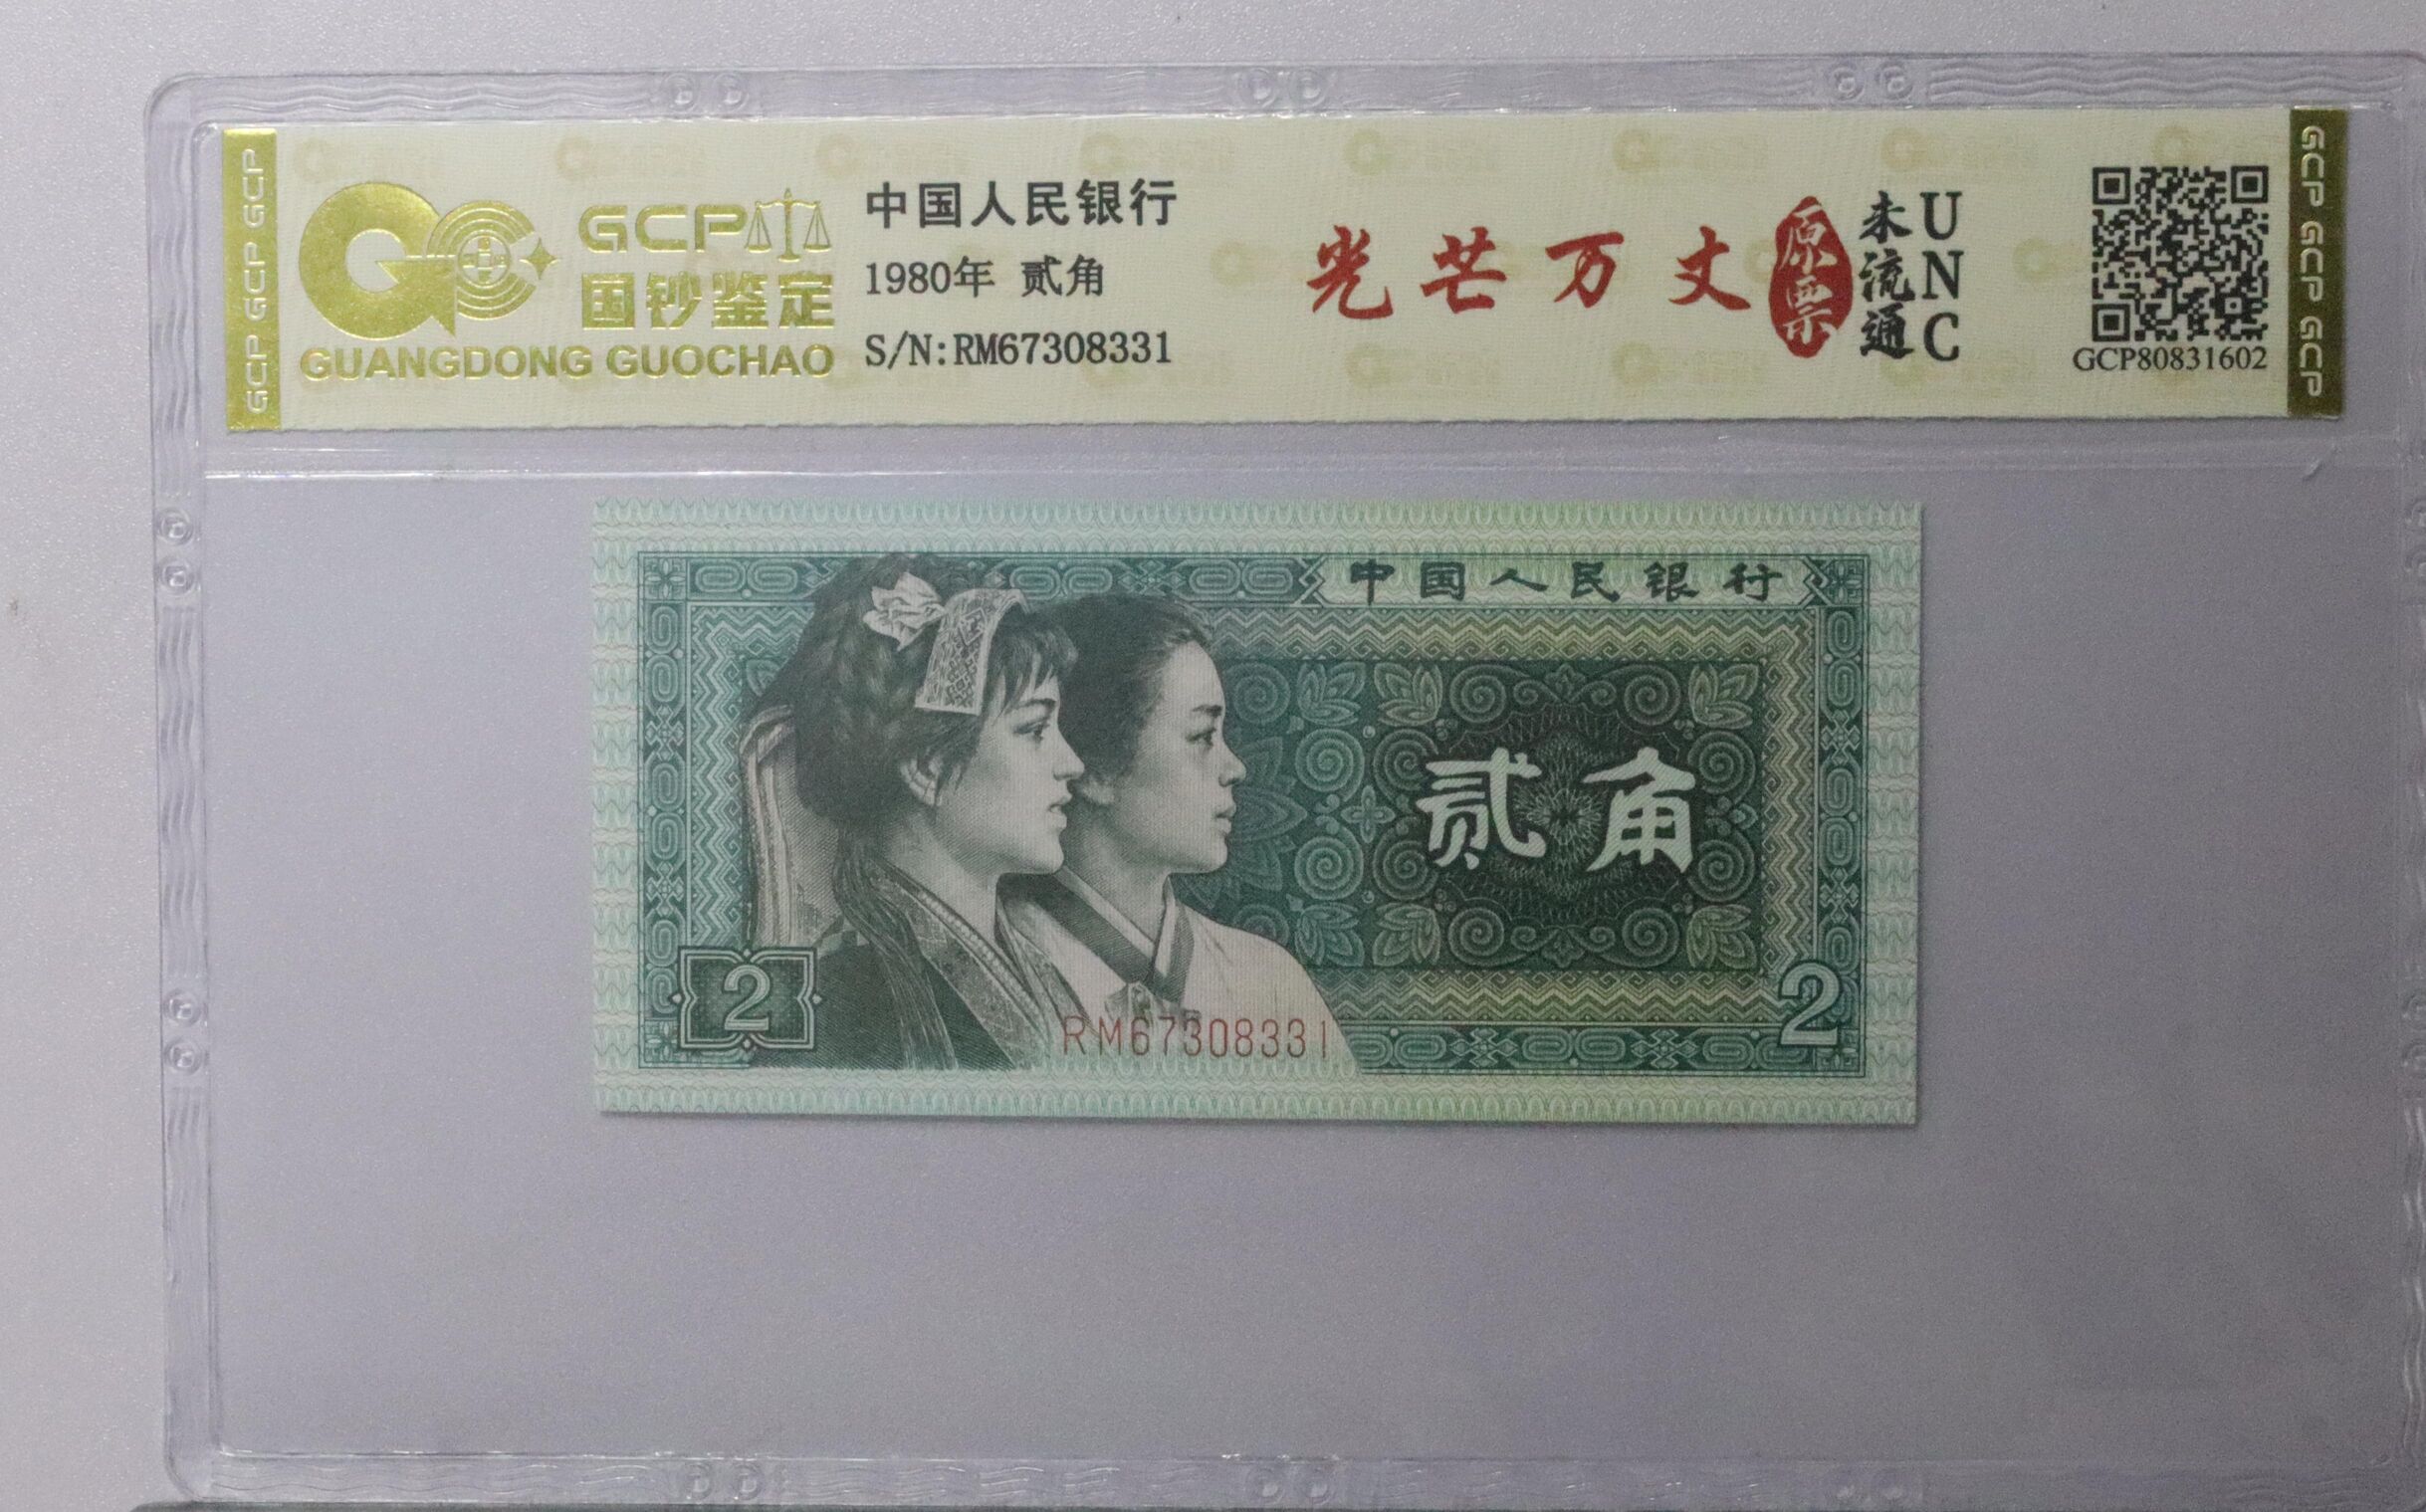 GCP GCP GCP
GCP
国钞鉴定
GUANGDONG GUOCHAO
中国人民银行
1980年 贰角
S/N:RM67308331
光芒万丈
原票
未流通
UNC
GCP80831602
GCP GCP GCP
中国人民银行
贰角
2
RM67308331
2